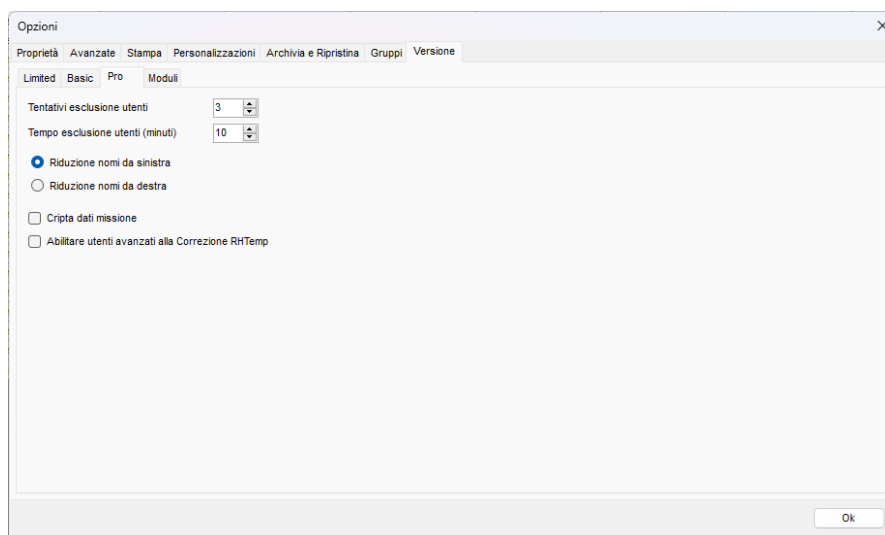 Opzioni
Proprietà Avanzate Stampa Personalizzazioni Archivia e Ripristina Gruppi Versione
Limited Basic Pro Moduli
Tentativi esclusione utenti 3
Tempo esclusione utenti (minuti) 10
Riduzione nomi da sinistra
Riduzione nomi da destra
Cripta dati missione
Abilitare utenti avanzati alla Correzione RHTemp
Ok